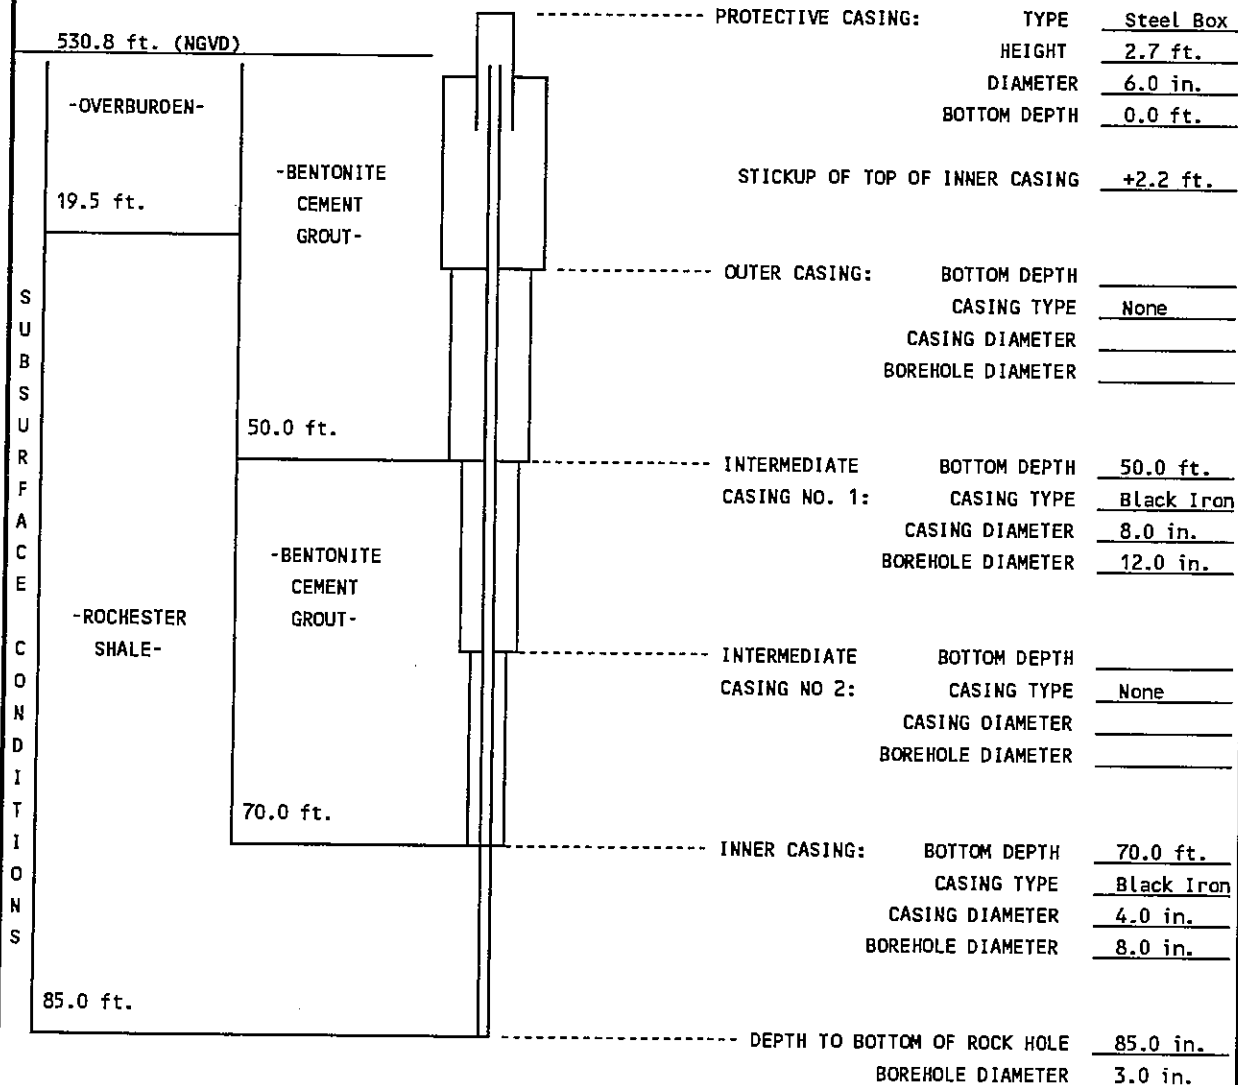 PROTECTIVE CASING: TYPE Steel Box
530.8 ft. (NGVD)
HEIGHT 2.7 ft.
DIAMETER 6.0 in.
-OVERBURDEN-
BOTTOM DEPTH 0.0 ft.
-BENTONITE
CEMENT
GROUT-
STICKUP OF TOP OF INNER CASING +2.2 ft.
19.5 ft.
OUTER CASING: BOTTOM DEPTH
CASING TYPE None
CASING DIAMETER
BOREHOLE DIAMETER
SUBSURFACE CONDITIONS
50.0 ft.
INTERMEDIATE BOTTOM DEPTH 50.0 ft.
CASING NO. 1: CASING TYPE Black Iron
CASING DIAMETER 8.0 in.
BOREHOLE DIAMETER 12.0 in.
-BENTONITE
CEMENT
GROUT-
-ROCHESTER
SHALE-
INTERMEDIATE BOTTOM DEPTH
CASING NO 2: CASING TYPE None
CASING DIAMETER
BOREHOLE DIAMETER
70.0 ft.
INNER CASING: BOTTOM DEPTH 70.0 ft.
CASING TYPE Black Iron
CASING DIAMETER 4.0 in.
BOREHOLE DIAMETER 8.0 in.
85.0 ft.
DEPTH TO BOTTOM OF ROCK HOLE 85.0 in.
BOREHOLE DIAMETER 3.0 in.